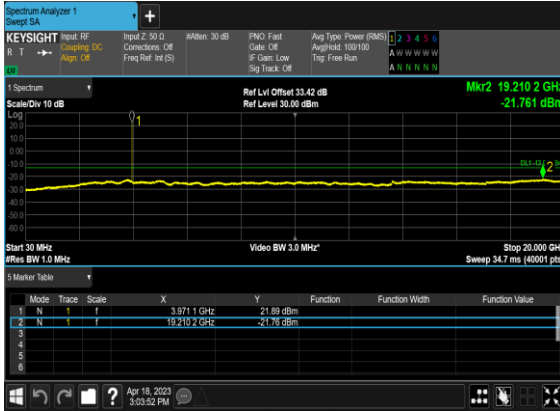 Spectrum Analyzer 1
Swept SA
+
KEYSIGHT Input: RF Input Z: 50 Ω #Atten: 30 dB PNO: Fast Avg Type: Power (RMS) 1 2 3 4 5 6
R T Coupling: DC Corrections: Off Gate: Off Avg|Hold: 100/100 A W W W W W
Align: Off Freq Ref: Int (S) IF Gain: Low Trig: Free Run
Sig Track: Off A N N N N N
1 Spectrum
Ref Lvl Offset 33.42 dB Mkr2 19.210 2 GHz
Scale/Div 10 dB Ref Level 30.00 dBm -21.761 dBm
Log
20.0
10.0
0.00
-10.0
-20.0
-30.0
-40.0
-50.0
-60.0
1
2
Start 30 MHz Video BW 3.0 MHz* Stop 20.000 GH
#Res BW 1.0 MHz Sweep 34.7 ms (40001 pts
5 Marker Table
Mode Trace Scale X Y Function Function Width Function Value
1 N 1 f 3.971 1 GHz 21.89 dBm
2 N 1 f 19.210 2 GHz -21.76 dBm
3
4
5
6
? Apr 18, 2023
3:03:52 PM